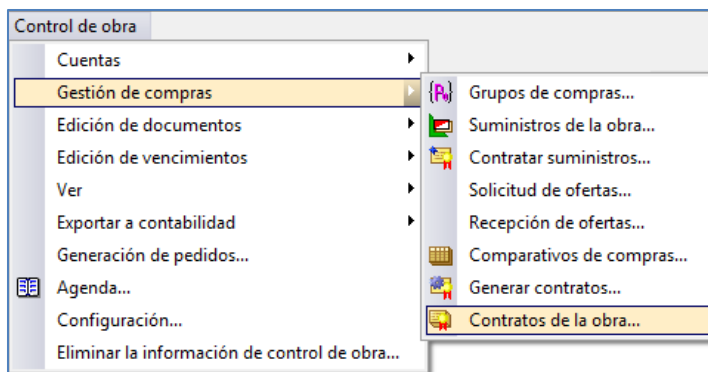 Control de obra
Cuentas
Gestión de compras
Edición de documentos
Edición de vencimientos
Ver
Exportar a contabilidad
Generación de pedidos...
Agenda...
Configuración...
Eliminar la información de control de obra...
Grupos de compras...
Suministros de la obra...
Contratar suministros...
Solicitud de ofertas...
Recepción de ofertas...
Comparativos de compras...
Generar contratos...
Contratos de la obra...